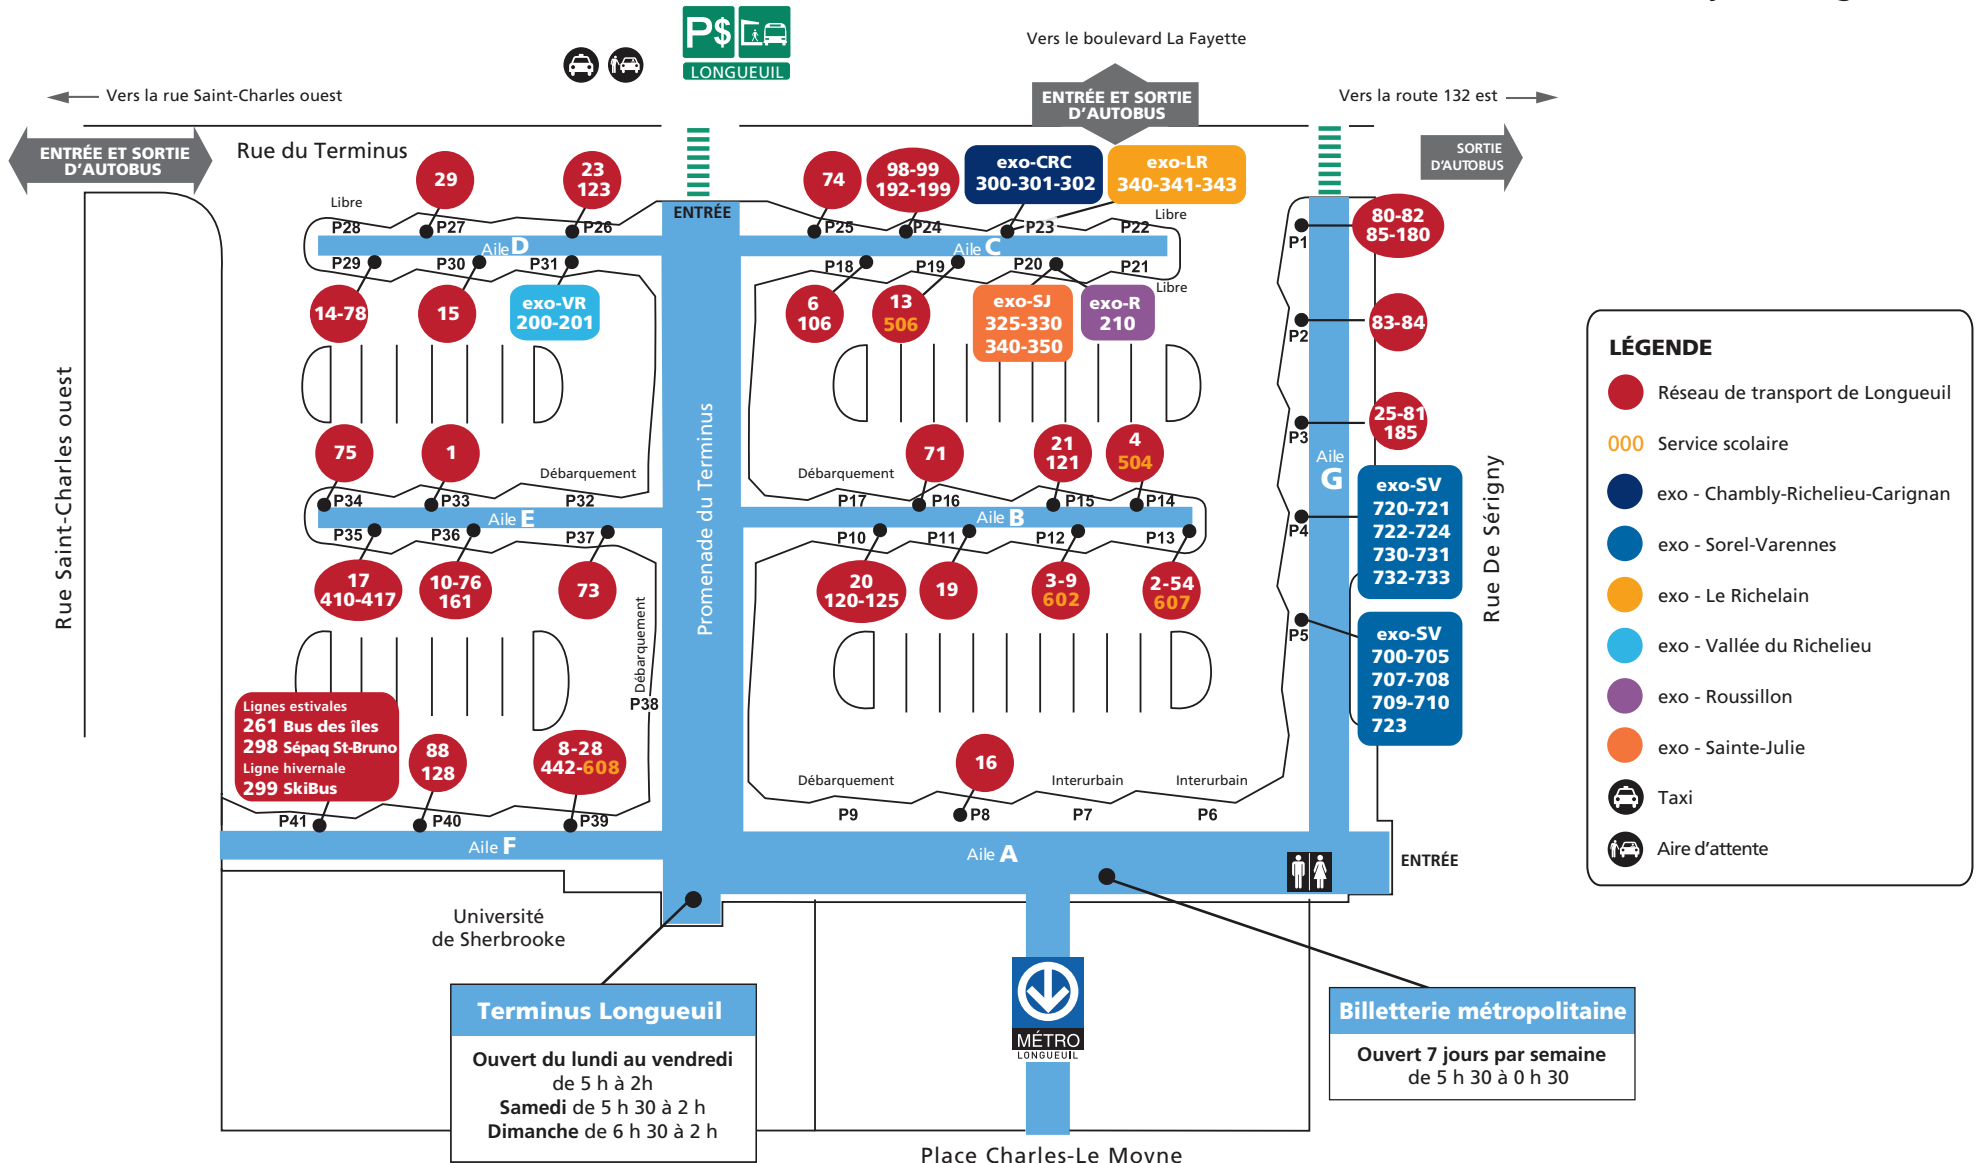 P$
LONGUEUIL
Vers le boulevard La Fayette
Vers la rue Saint-Charles ouest
ENTRÉE ET SORTIE
D'AUTOBUS
Vers la route 132 est
ENTRÉE ET SORTIE
D'AUTOBUS
Rue du Terminus
SORTIE
D'AUTOBUS
29
23
123
74
98-99
192-199
exo-CRC
300-301-302
exo-LR
340-341-343
80-82
85-180
Libre
P28
P27
P26
ENTRÉE
P25
P24
P23
P22
Libre
P1
Aile D
Aile C
P29
P30
P31
P18
P19
P20
P21
Libre
14-78
15
exo-VR
200-201
6
106
13
506
exo-SJ
325-330
340-350
exo-R
210
P2
83-84
Rue Saint-Charles ouest
Promenade du Terminus
Rue De Sérigny
25-81
185
P3
Aile
G
75
1
Débarquement
Débarquement
71
21
121
4
504
P34
P33
P32
P17
P16
P15
P14
Aile E
Aile B
P35
P36
P37
P10
P11
P12
P13
P4
exo-SV
720-721
722-724
730-731
732-733
17
410-417
10-76
161
73
20
120-125
19
3-9
602
2-54
607
P5
exo-SV
700-705
707-708
709-710
723
Débarquement
P38
Lignes estivales
261 Bus des îles
298 Sépaq St-Bruno
Ligne hivernale
299 SkiBus
88
128
8-28
442-608
16
Débarquement
Interurbain
Interurbain
P41
P40
P39
P9
P8
P7
P6
Aile F
Aile A
ENTRÉE
Université
de Sherbrooke
Terminus Longueuil
Ouvert du lundi au vendredi
de 5 h à 2h
Samedi de 5 h 30 à 2 h
Dimanche de 6 h 30 à 2 h
MÉTRO
LONGUEUIL
Billetterie métropolitaine
Ouvert 7 jours par semaine
de 5 h 30 à 0 h 30
Place Charles-Le Moyne
LÉGENDE
Réseau de transport de Longueuil
000 Service scolaire
exo - Chambly-Richelieu-Carignan
exo - Sorel-Varennes
exo - Le Richelain
exo - Vallée du Richelieu
exo - Roussillon
exo - Sainte-Julie
Taxi
Aire d'attente